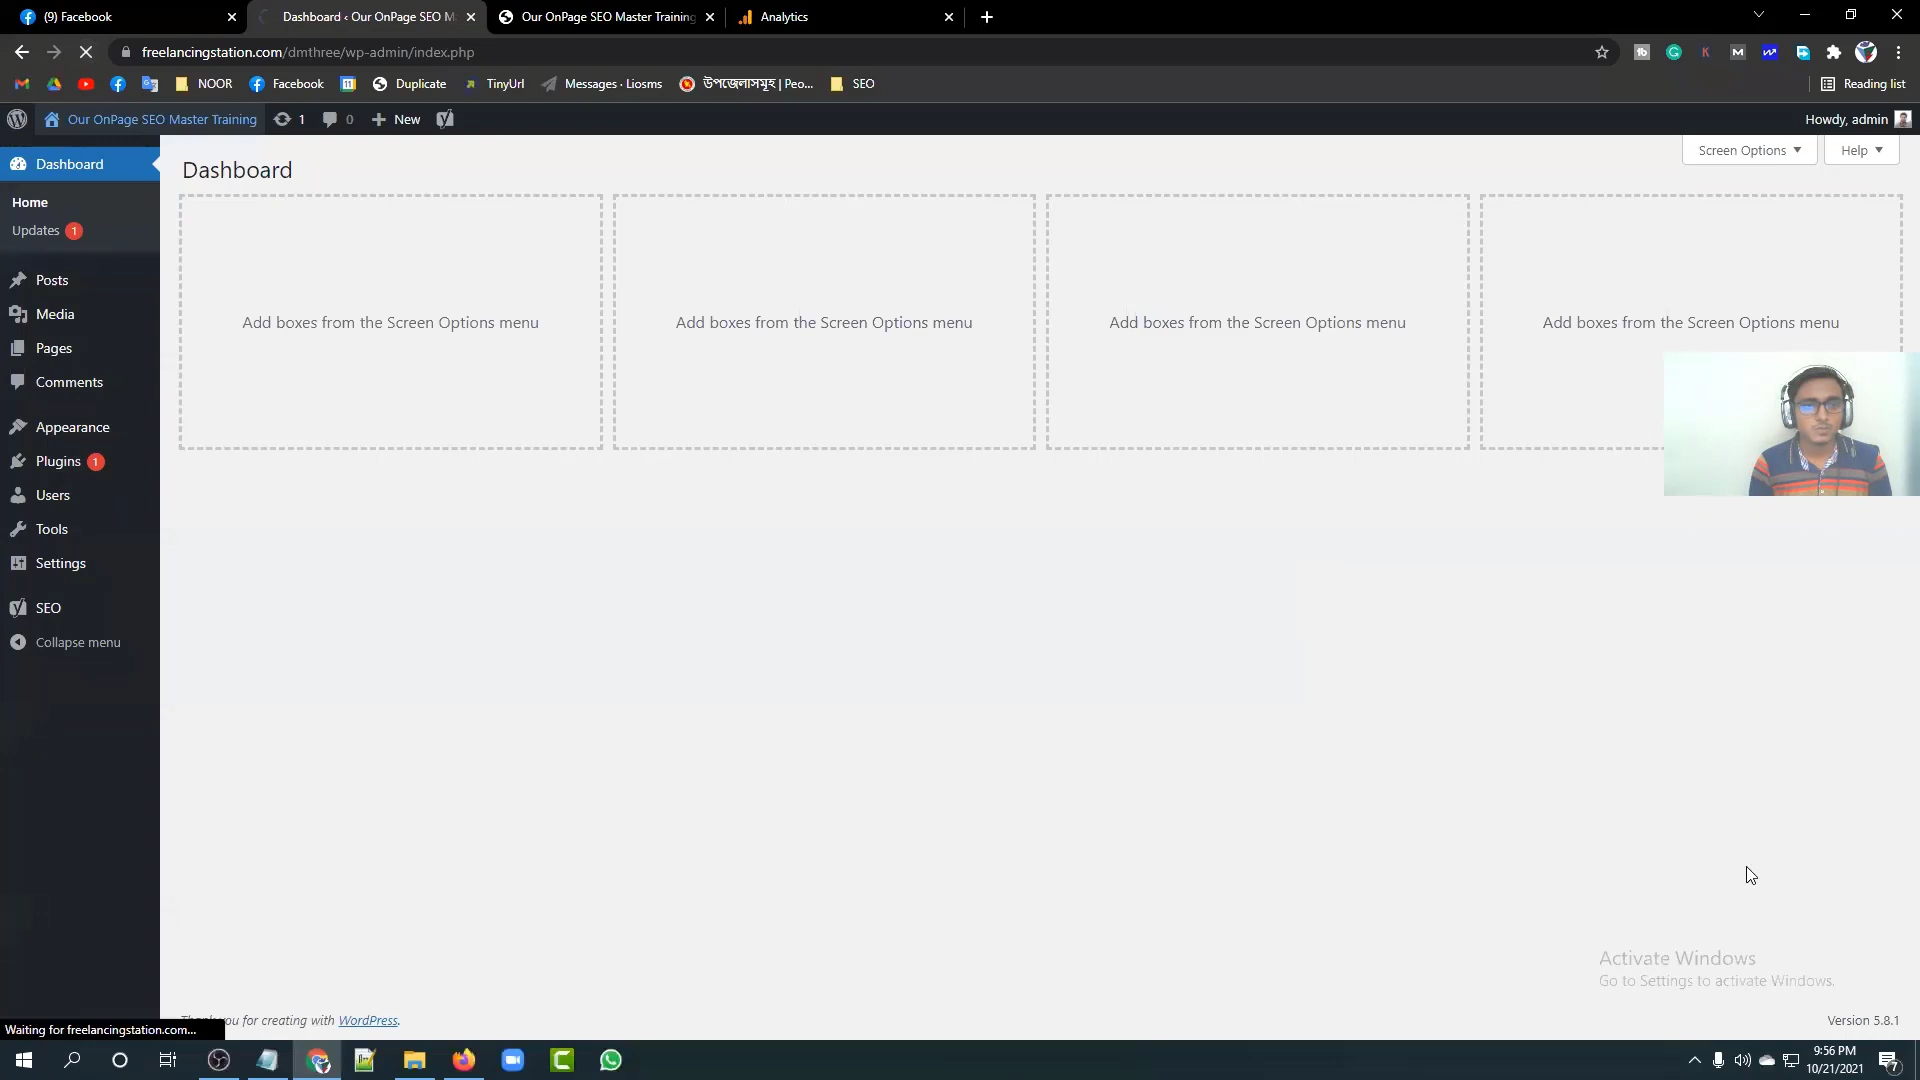 (9) Facebook
Dashboard ‹ Our OnPage SEO M
Our OnPage SEO Master Training
Analytics
freelancingstation.com/dmthree/wp-admin/index.php
NOOR
Facebook
Duplicate
TinyUrl
Messages · Liosms
উপজেলাসমূহ | Peo...
SEO
Reading list
Our OnPage SEO Master Training
1
0
New
Howdy, admin
Dashboard
Home
Updates 1
Posts
Media
Pages
Comments
Appearance
Plugins 1
Users
Tools
Settings
SEO
Collapse menu
Dashboard
Screen Options
Help
Add boxes from the Screen Options menu
Add boxes from the Screen Options menu
Add boxes from the Screen Options menu
Add boxes from the Screen Options menu
Activate Windows
Go to Settings to activate Windows.
Thank you for creating with WordPress.
Version 5.8.1
Waiting for freelancingstation.com...
9:56 PM
10/21/2021
7